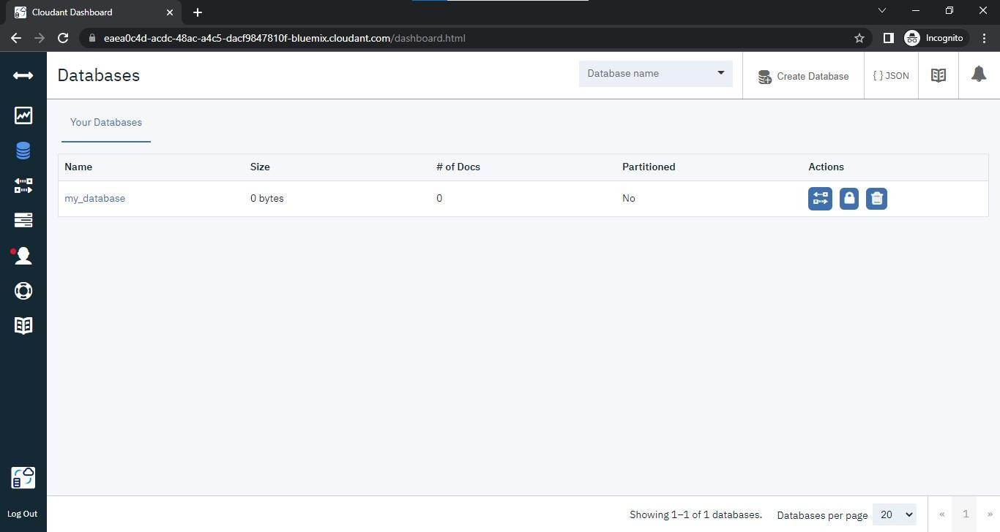 Cloudant Dashboard
eaea0c4d-acdc-48ac-a4c5-dacf9847810f-bluemix.cloudant.com/dashboard.html
Incognito
Databases
Database name
Create Database
{ } JSON
Your Databases
Name Size # of Docs Partitioned Actions
my_database 0 bytes 0 No
Log Out
Showing 1–1 of 1 databases. Databases per page 20 « 1 »